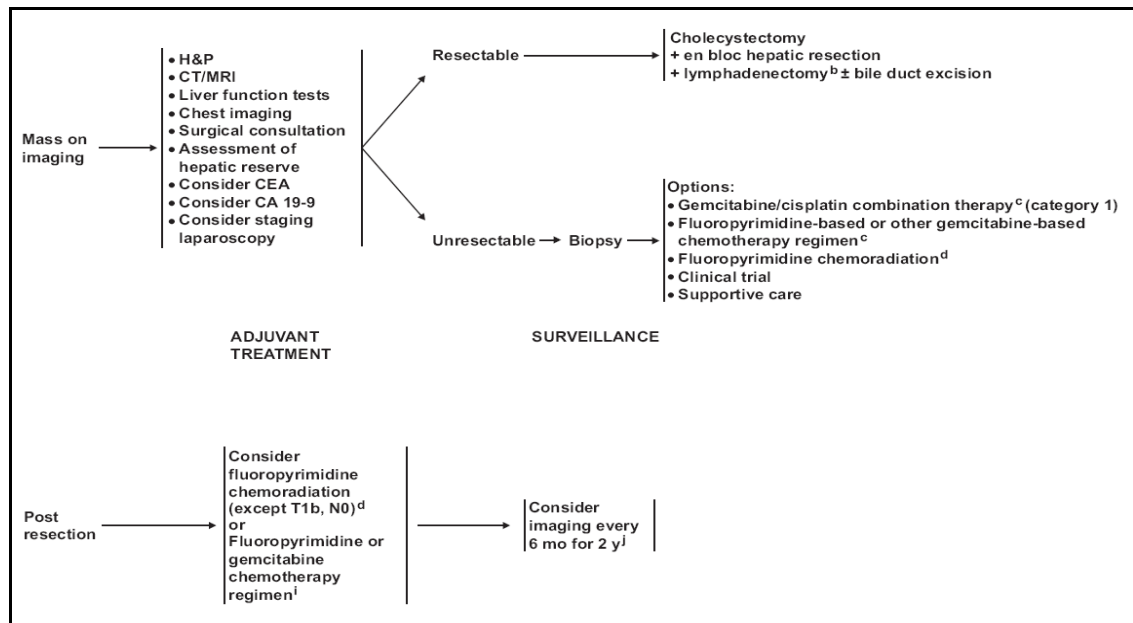 Mass on
imaging
• H&P
• CT/MRI
• Liver function tests
• Chest imaging
• Surgical consultation
• Assessment of
hepatic reserve
• Consider CEA
• Consider CA 19-9
• Consider staging
laparoscopy
Resectable
Cholecystectomy
+ en bloc hepatic resection
+ lymphadenectomyᵇ ± bile duct excision
Unresectable
Biopsy
Options:
• Gemcitabine/cisplatin combination therapyᶜ (category 1)
• Fluoropyrimidine-based or other gemcitabine-based
chemotherapy regimenᶜ
• Fluoropyrimidine chemoradiationᵈ
• Clinical trial
• Supportive care
ADJUVANT
TREATMENT
SURVEILLANCE
Post
resection
Consider
fluoropyrimidine
chemoradiation
(except T1b, N0)ᵈ
or
Fluoropyrimidine or
gemcitabine
chemotherapy
regimenⁱ
Consider
imaging every
6 mo for 2 yʲ